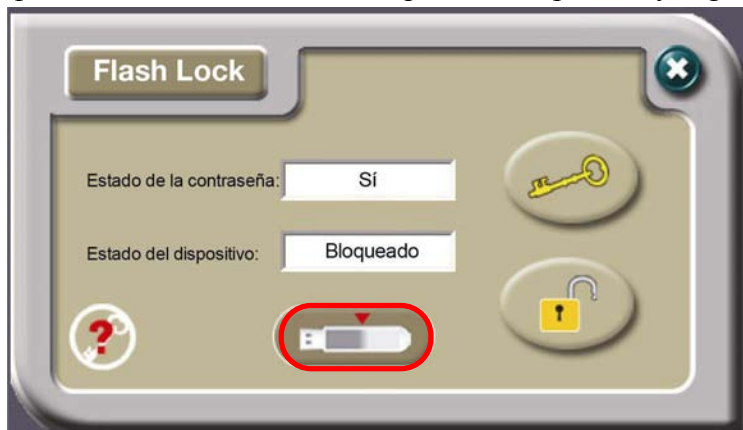 Flash Lock
Estado de la contraseña: Sí
Estado del dispositivo: Bloqueado
?